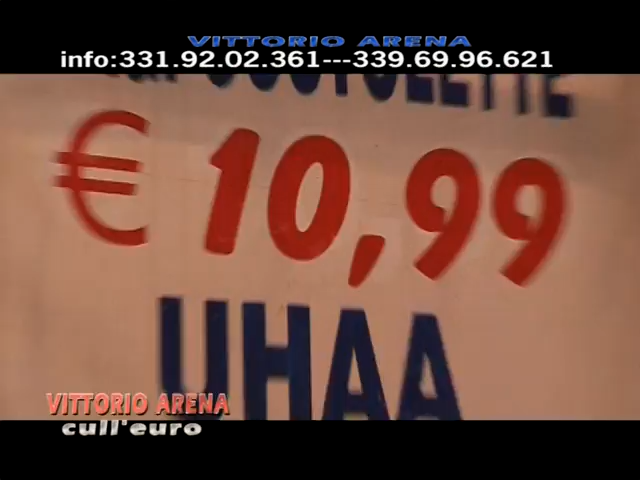 VITTORIO ARENA
info:331.92.02.361---339.69.96.621
€ 10,99
UHAA
VITTORIO ARENA
cull'euro